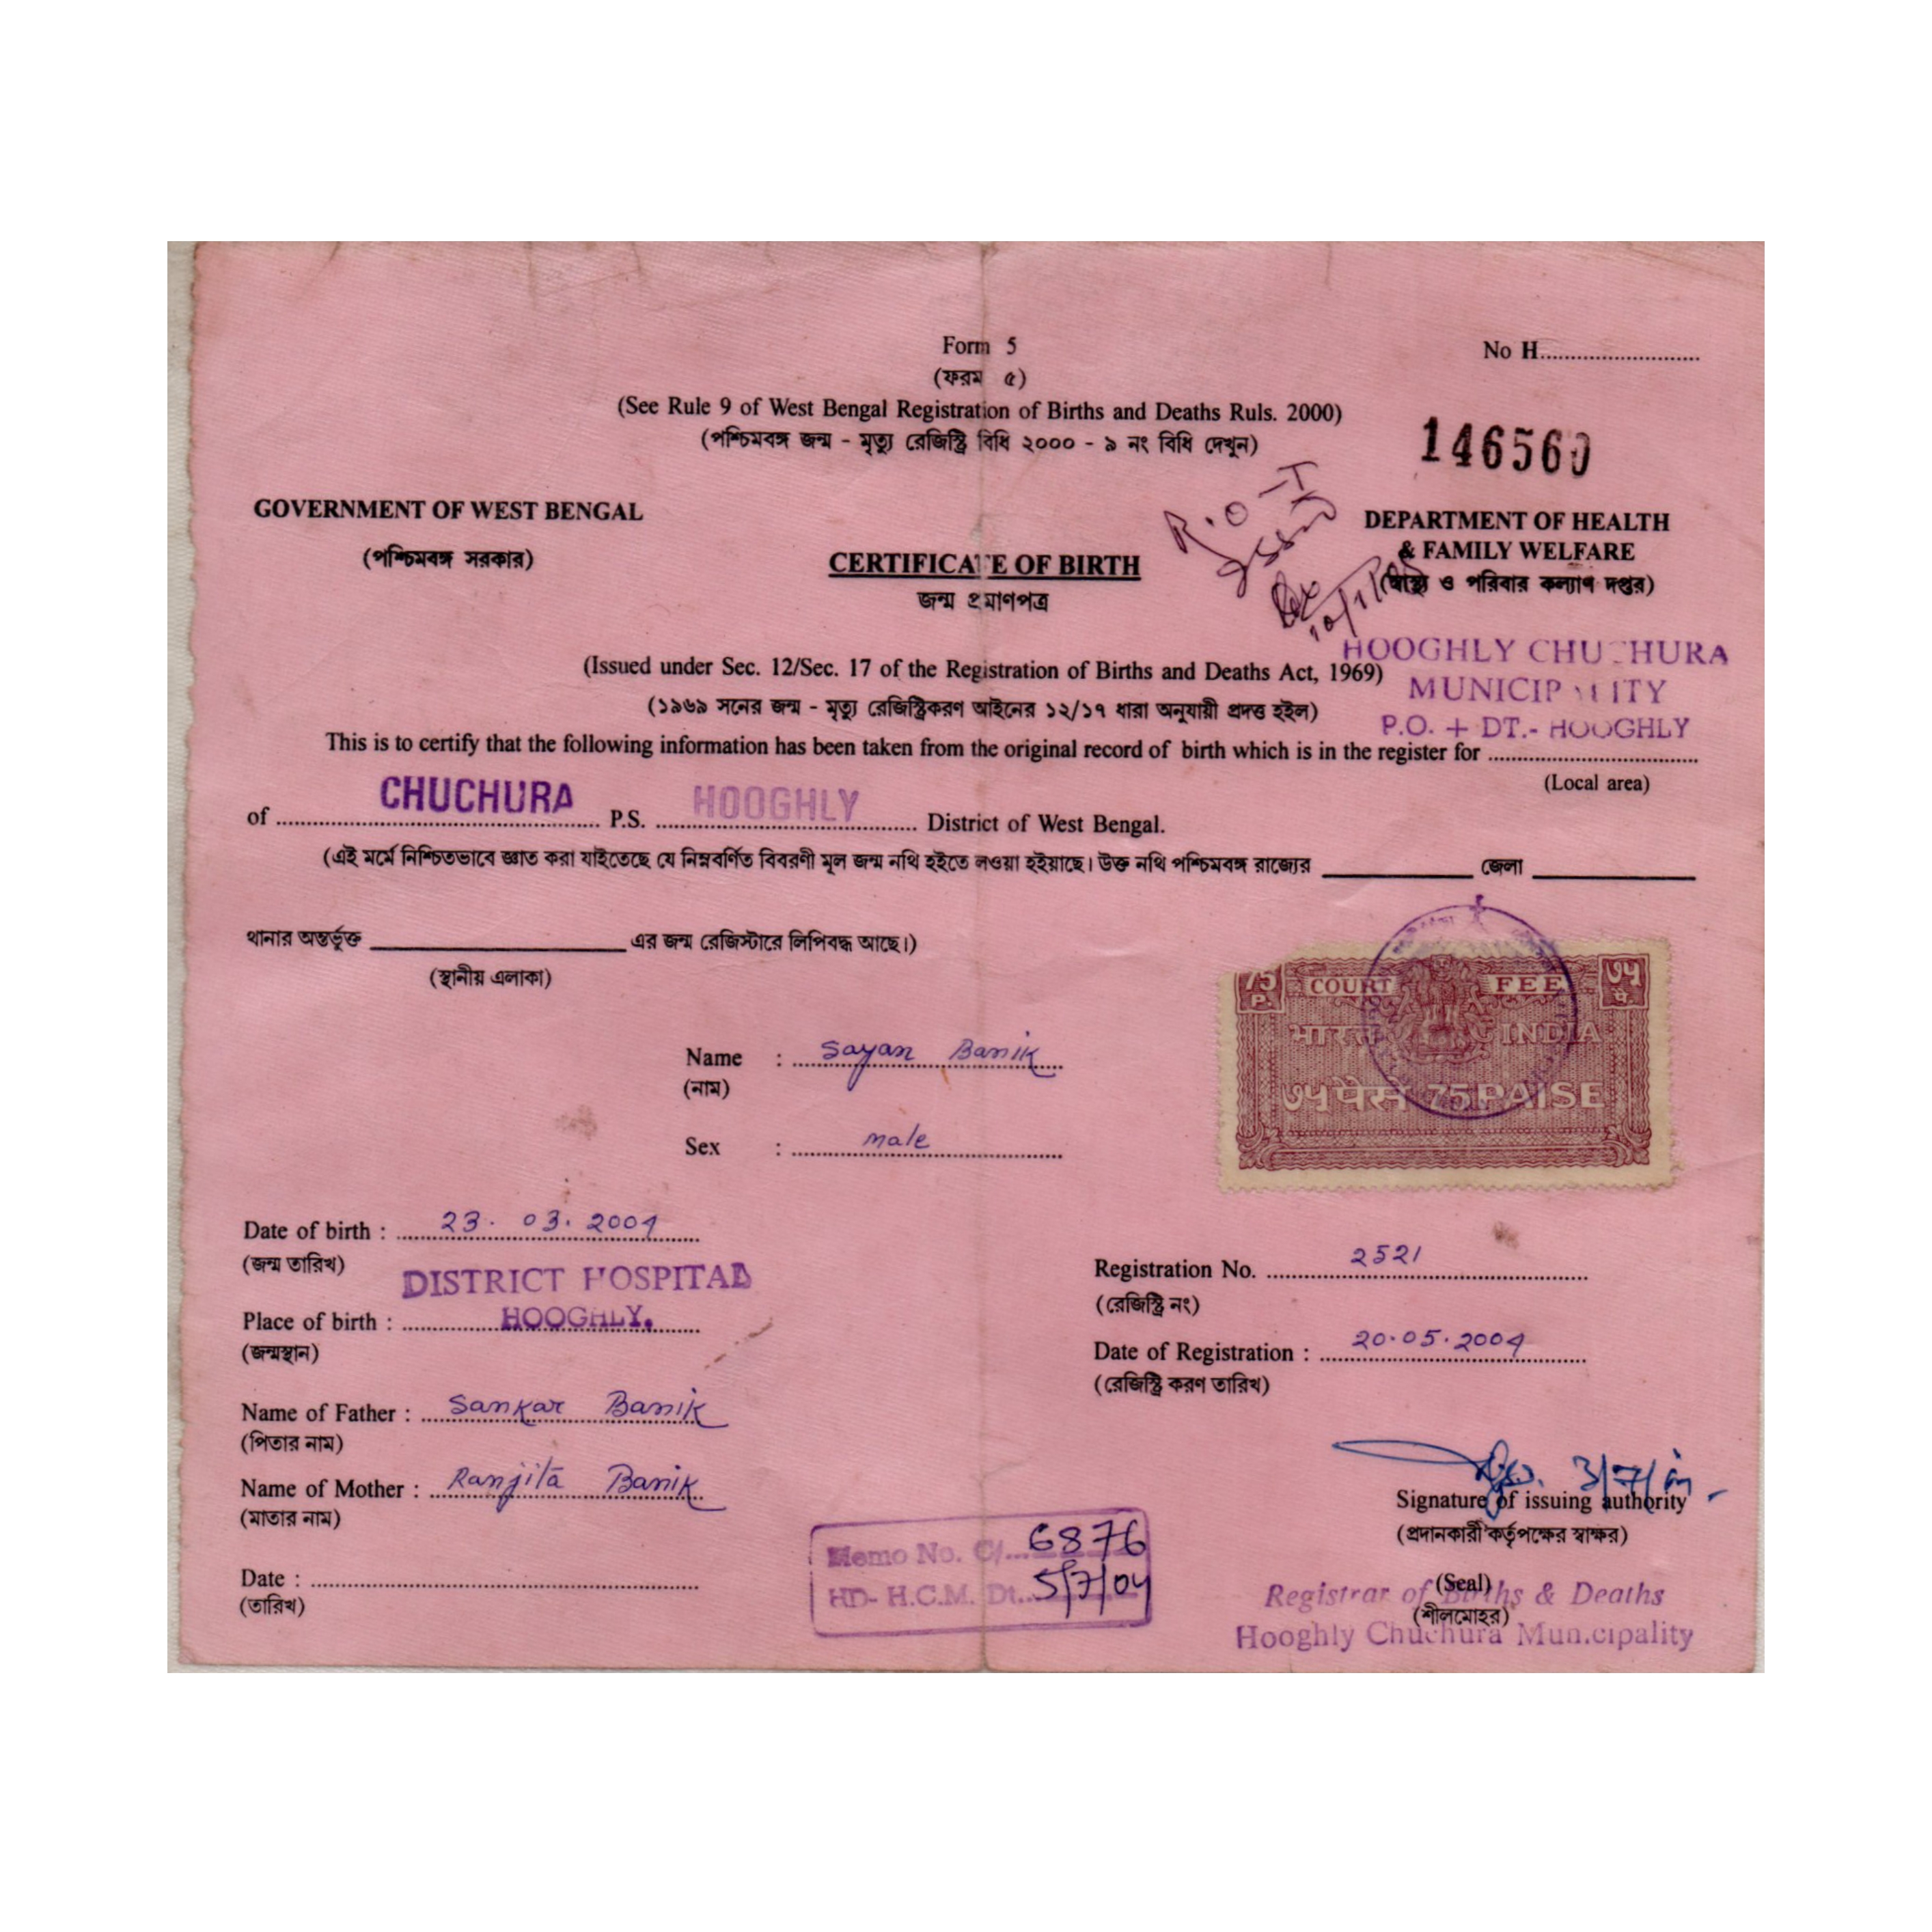 Form 5
No H..........................
(ফরম ৫)
(See Rule 9 of West Bengal Registration of Births and Deaths Ruls. 2000)
(পশ্চিমবঙ্গ জন্ম - মৃত্যু রেজিস্ট্রি বিধি ২০০০ - ৯ নং বিধি দেখুন)
146560
R.O-T
Issued
GOVERNMENT OF WEST BENGAL
(পশ্চিমবঙ্গ সরকার)
DEPARTMENT OF HEALTH
& FAMILY WELFARE
(স্বাস্থ্য ও পরিবার কল্যাণ দপ্তর)
CERTIFICATE OF BIRTH
জন্ম প্রমাণপত্র
HOOGHLY CHUCHURA
MUNICIPALITY
P.O. + DT.- HOOGHLY
(Issued under Sec. 12/Sec. 17 of the Registration of Births and Deaths Act, 1969)
(১৯৬৯ সনের জন্ম - মৃত্যু রেজিস্ট্রিকরণ আইনের ১২/১৭ ধারা অনুযায়ী প্রদত্ত হইল)
This is to certify that the following information has been taken from the original record of birth which is in the register for ..................................
(Local area)
of CHUCHURA P.S. HOOGHLY District of West Bengal.
(এই মর্মে নিশ্চিতভাবে জ্ঞাত করা যাইতেছে যে নিম্নবর্ণিত বিবরণী মূল জন্ম নথি হইতে লওয়া হইয়াছে। উক্ত নথি পশ্চিমবঙ্গ রাজ্যের ____________ জেলা ____________
থানার অন্তর্ভূক্ত ____________ এর জন্ম রেজিস্টারে লিপিবদ্ধ আছে।)
(স্থানীয় এলাকা)
75 P. COURT FEE ७५ पै.
भारत INDIA
७५ पैसे 75 PAISE
Name : Sayan Banik
(নাম)
Sex : male
Date of birth : 23. 03. 2004
(জন্ম তারিখ)
DISTRICT HOSPITAL
Place of birth : HOOGHLY.
(জন্মস্থান)
Registration No. 2521
(রেজিস্ট্রি নং)
Date of Registration : 20.05.2004
(রেজিস্ট্রি করণ তারিখ)
Name of Father : Sankar Banik
(পিতার নাম)
Name of Mother : Ranjita Banik
(মাতার নাম)
Date : ............................................................
(তারিখ)
Memo No. C/... 6876
HD- H.C.M. Dt... 5/7/04
Signature of issuing authority
(প্রদানকারী কর্তৃপক্ষের স্বাক্ষর)
(Seal)
(শীলমোহর)
Registrar of Births & Deaths
Hooghly Chuchura Municipality